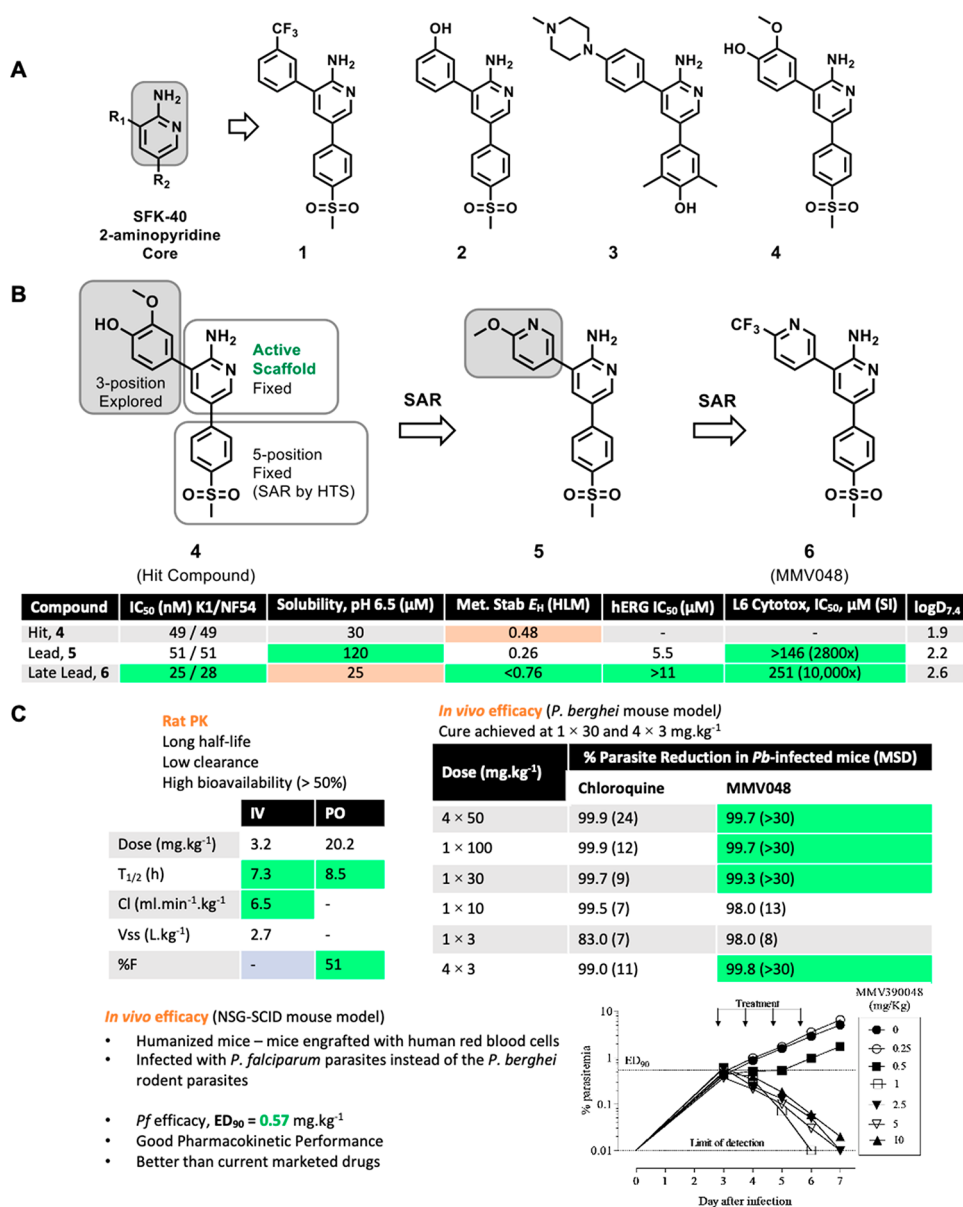 A
R₁
NH₂
N
R₂
SFK-40
2-aminopyridine
Core
CF₃
NH₂
N
O=S=O
1
OH
NH₂
N
O=S=O
2
N
N
NH₂
N
OH
3
O
HO
NH₂
N
O=S=O
4
B
O
HO
3-position
Explored
NH₂
N
Active
Scaffold
Fixed
5-position
Fixed
(SAR by HTS)
O=S=O
4
(Hit Compound)
SAR
O
N
NH₂
N
O=S=O
5
SAR
CF₃
N
NH₂
N
O=S=O
6
(MMV048)
Compound IC₅₀ (nM) K1/NF54 Solubility, pH 6.5 (µM) Met. Stab E_H (HLM) hERG IC₅₀ (µM) L6 Cytotox, IC₅₀, µM (SI) logD₇.₄
Hit, 4 49 / 49 30 0.48 - - 1.9
Lead, 5 51 / 51 120 0.26 5.5 >146 (2800x) 2.2
Late Lead, 6 25 / 28 25 <0.76 >11 251 (10,000x) 2.6
C
Rat PK
Long half-life
Low clearance
High bioavailability (> 50%)
IV PO
Dose (mg.kg⁻¹) 3.2 20.2
T₁/₂ (h) 7.3 8.5
Cl (ml.min⁻¹.kg⁻¹ 6.5 -
Vss (L.kg⁻¹) 2.7 -
%F - 51
In vivo efficacy (P. berghei mouse model)
Cure achieved at 1 × 30 and 4 × 3 mg.kg⁻¹
Dose (mg.kg⁻¹) % Parasite Reduction in Pb-infected mice (MSD)
Chloroquine MMV048
4 × 50 99.9 (24) 99.7 (>30)
1 × 100 99.9 (12) 99.7 (>30)
1 × 30 99.7 (9) 99.3 (>30)
1 × 10 99.5 (7) 98.0 (13)
1 × 3 83.0 (7) 98.0 (8)
4 × 3 99.0 (11) 99.8 (>30)
In vivo efficacy (NSG-SCID mouse model)
• Humanized mice – mice engrafted with human red blood cells
• Infected with P. falciparum parasites instead of the P. berghei
rodent parasites
• Pf efficacy, ED₉₀ = 0.57 mg.kg⁻¹
• Good Pharmacokinetic Performance
• Better than current marketed drugs
MMV390048
(mg/Kg)
0
0.25
0.5
1
2.5
5
10
Treatment
ED₉₀
Limit of detection
% parasitemia
10
1
0.1
0.01
0 1 2 3 4 5 6 7
Day after infection